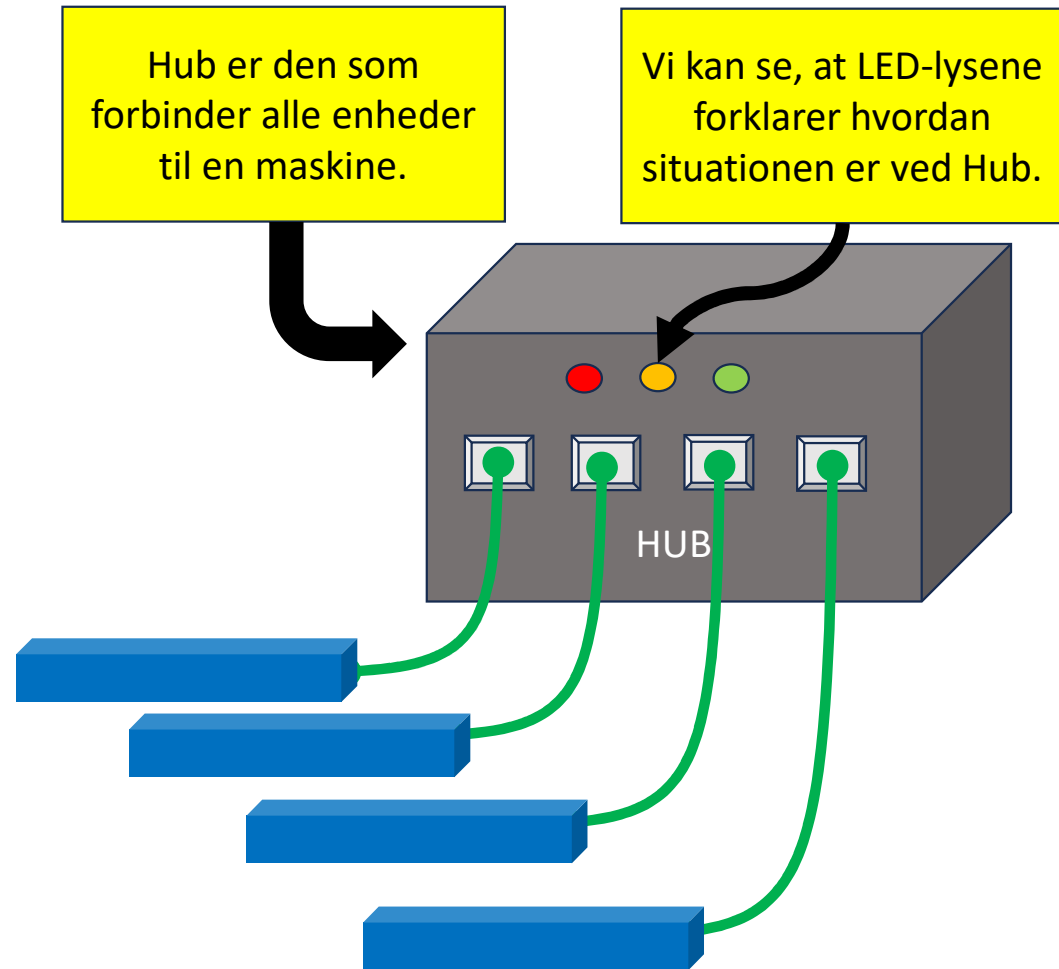 Hub er den som
forbinder alle enheder
til en maskine.
Vi kan se, at LED-lysene
forklarer hvordan
situationen er ved Hub.
HUB